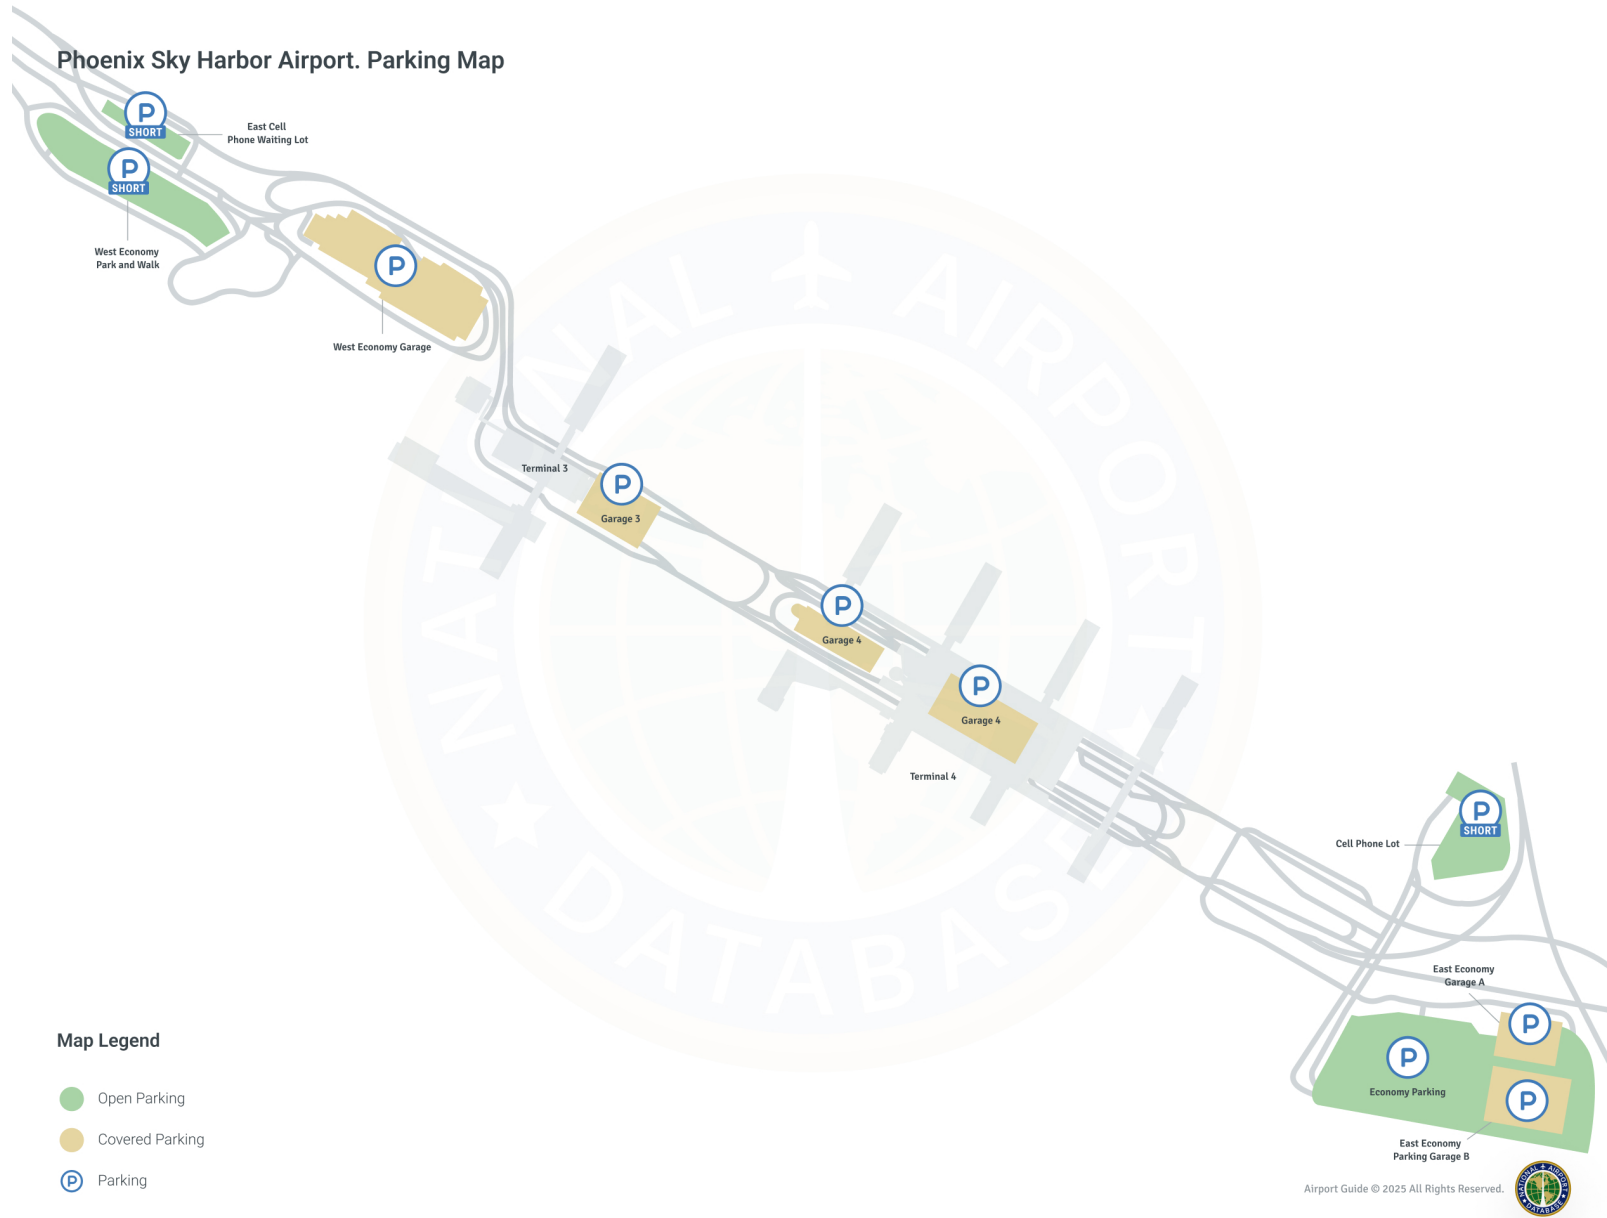 Phoenix Sky Harbor Airport. Parking Map
P
SHORT
East Cell
Phone Waiting Lot
P
SHORT
West Economy
Park and Walk
P
West Economy Garage
NATIONAL AIRPORT
DATABASE
Terminal 3
P
Garage 3
P
Garage 4
P
Garage 4
Terminal 4
P
SHORT
Cell Phone Lot
East Economy
Garage A
P
P
Economy Parking
P
East Economy
Parking Garage B
Map Legend
Open Parking
Covered Parking
P
Parking
Airport Guide © 2025 All Rights Reserved.
NATIONAL AIRPORT
DATABASE